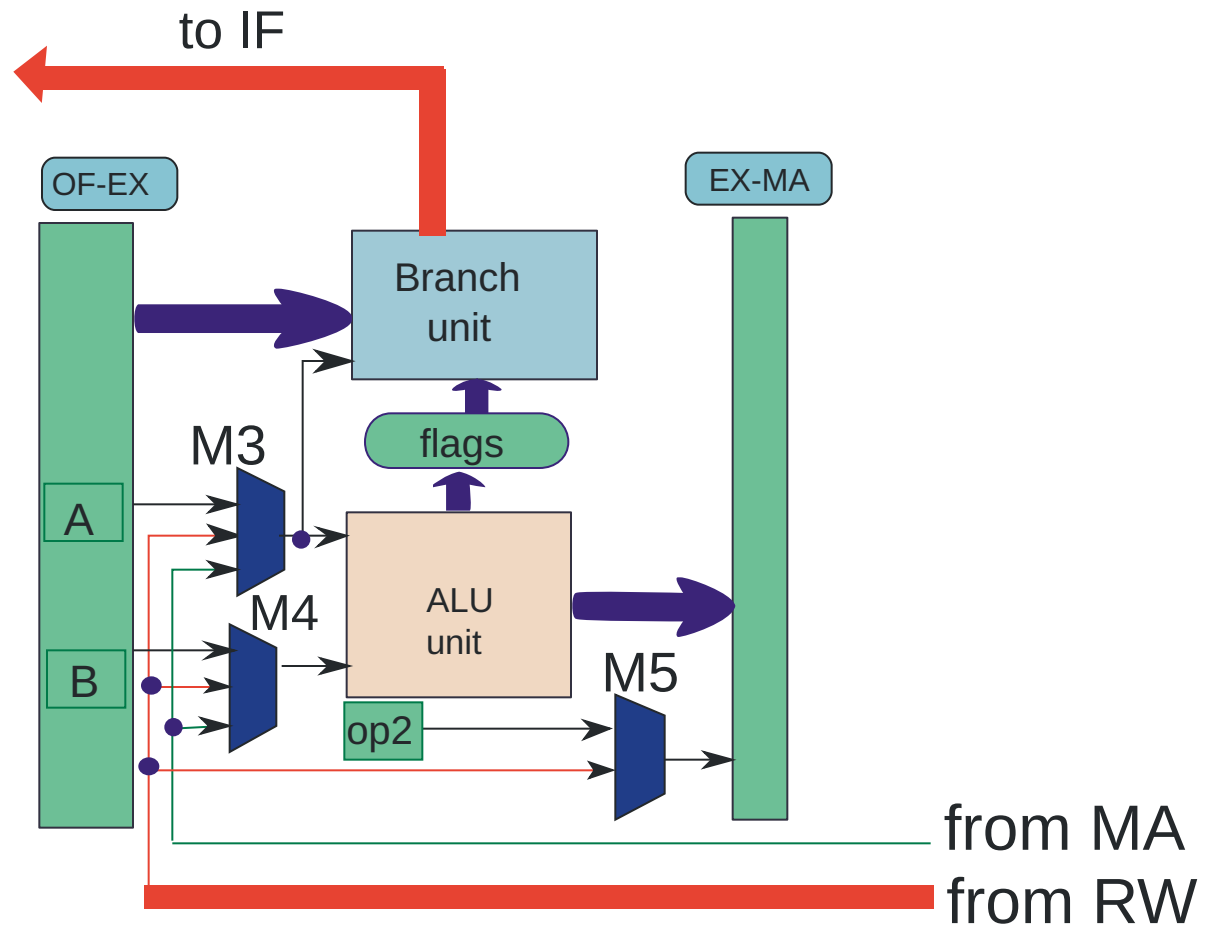 to IF
OF-EX
EX-MA
Branch
unit
flags
M3
A
ALU
unit
M4
B
M5
op2
from MA
from RW